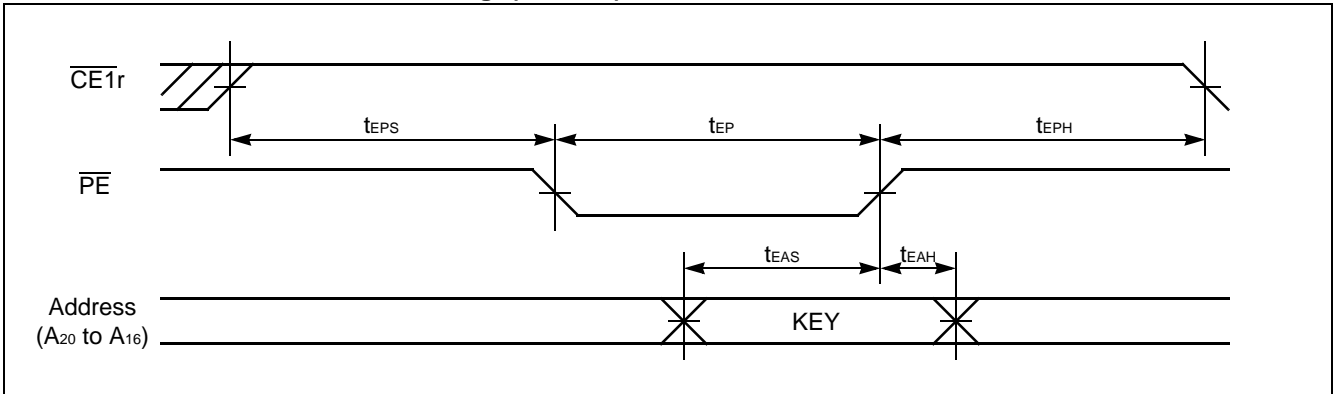 CE1r
tEPS
tEP
tEPH
PE
tEAS
tEAH
Address
(A20 to A16)
KEY